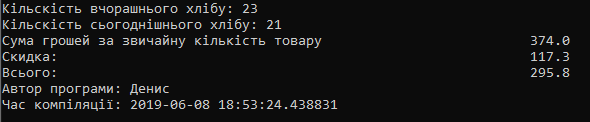 Кільскість вчорашнього хлібу: 23
Кількість сьогоднішнього хлібу: 21
Сума грошей за звичайну кількість товару 374.0
Скидка: 117.3
Всього: 295.8
Автор програми: Денис
Час компіляції: 2019-06-08 18:53:24.438831